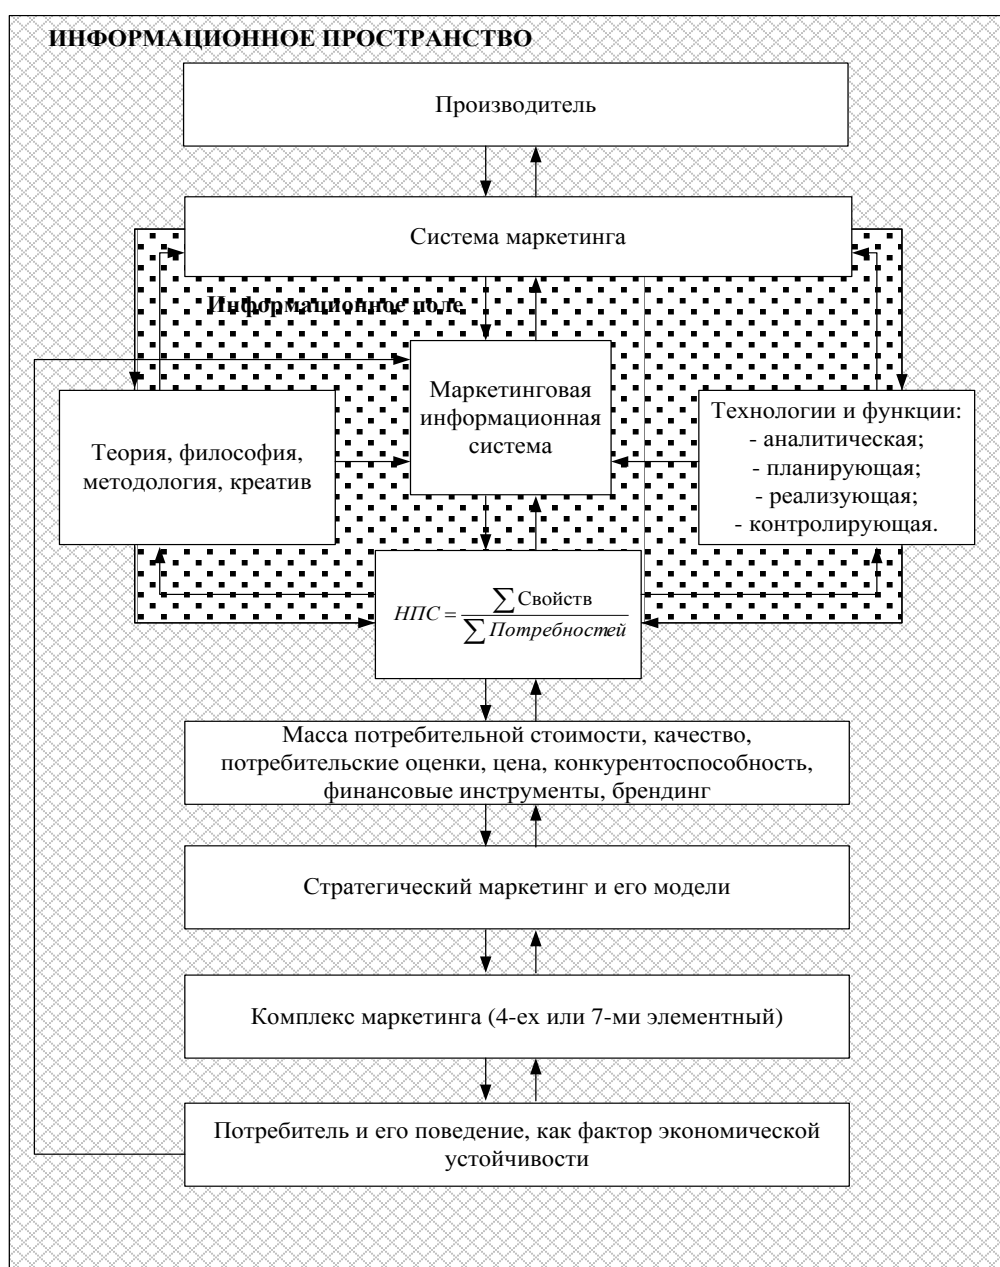 ИНФОРМАЦИОННОЕ ПРОСТРАНСТВО
Производитель
Система маркетинга
Информационное поле
Маркетинговая
информационная
система
Теория, философия,
методология, креатив
Технологии и функции:
- аналитическая;
- планирующая;
- реализующая;
- контролирующая.
НПС = ∑ Свойств
∑ Потребностей
Масса потребительной стоимости, качество,
потребительские оценки, цена, конкурентоспособность,
финансовые инструменты, брендинг
Стратегический маркетинг и его модели
Комплекс маркетинга (4-ех или 7-ми элементный)
Потребитель и его поведение, как фактор экономической
устойчивости